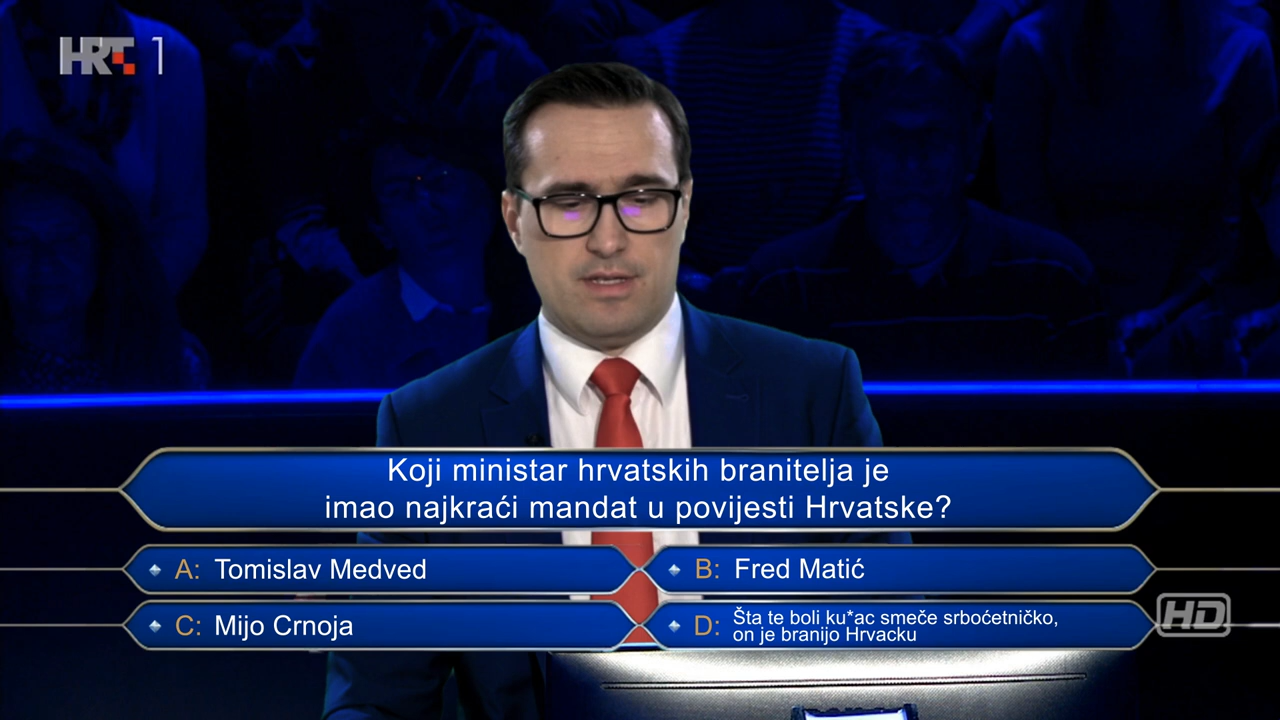 HRT 1
Koji ministar hrvatskih branitelja je
imao najkraći mandat u povijesti Hrvatske?
A: Tomislav Medved
B: Fred Matić
C: Mijo Crnoja
D: Šta te boli ku*ac smeče srboćetničko,
on je branijo Hrvacku
HD